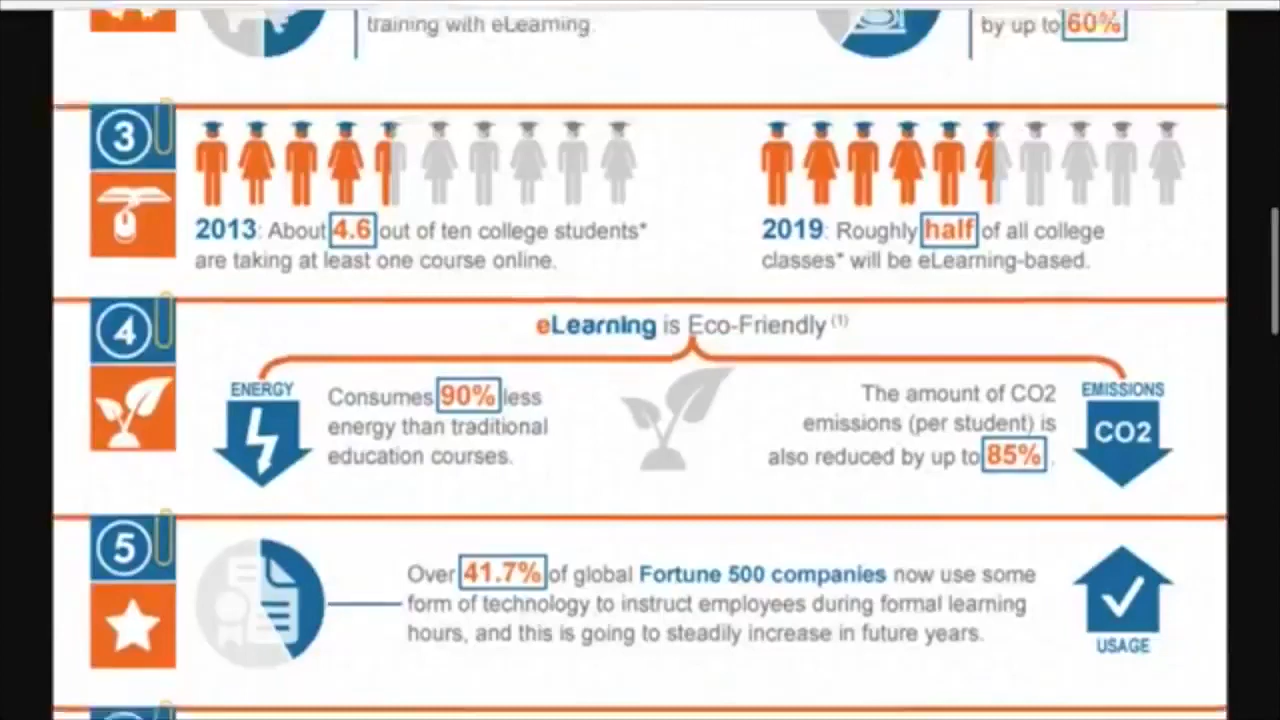 training with eLearning.
by up to 60%
3
2013: About 4.6 out of ten college students*
are taking at least one course online.
2019: Roughly half of all college
classes* will be eLearning-based.
4
eLearning is Eco-Friendly (1)
ENERGY
Consumes 90% less
energy than traditional
education courses.
The amount of CO2
emissions (per student) is
also reduced by up to 85%.
EMISSIONS
CO2
5
Over 41.7% of global Fortune 500 companies now use some
form of technology to instruct employees during formal learning
hours, and this is going to steadily increase in future years.
USAGE